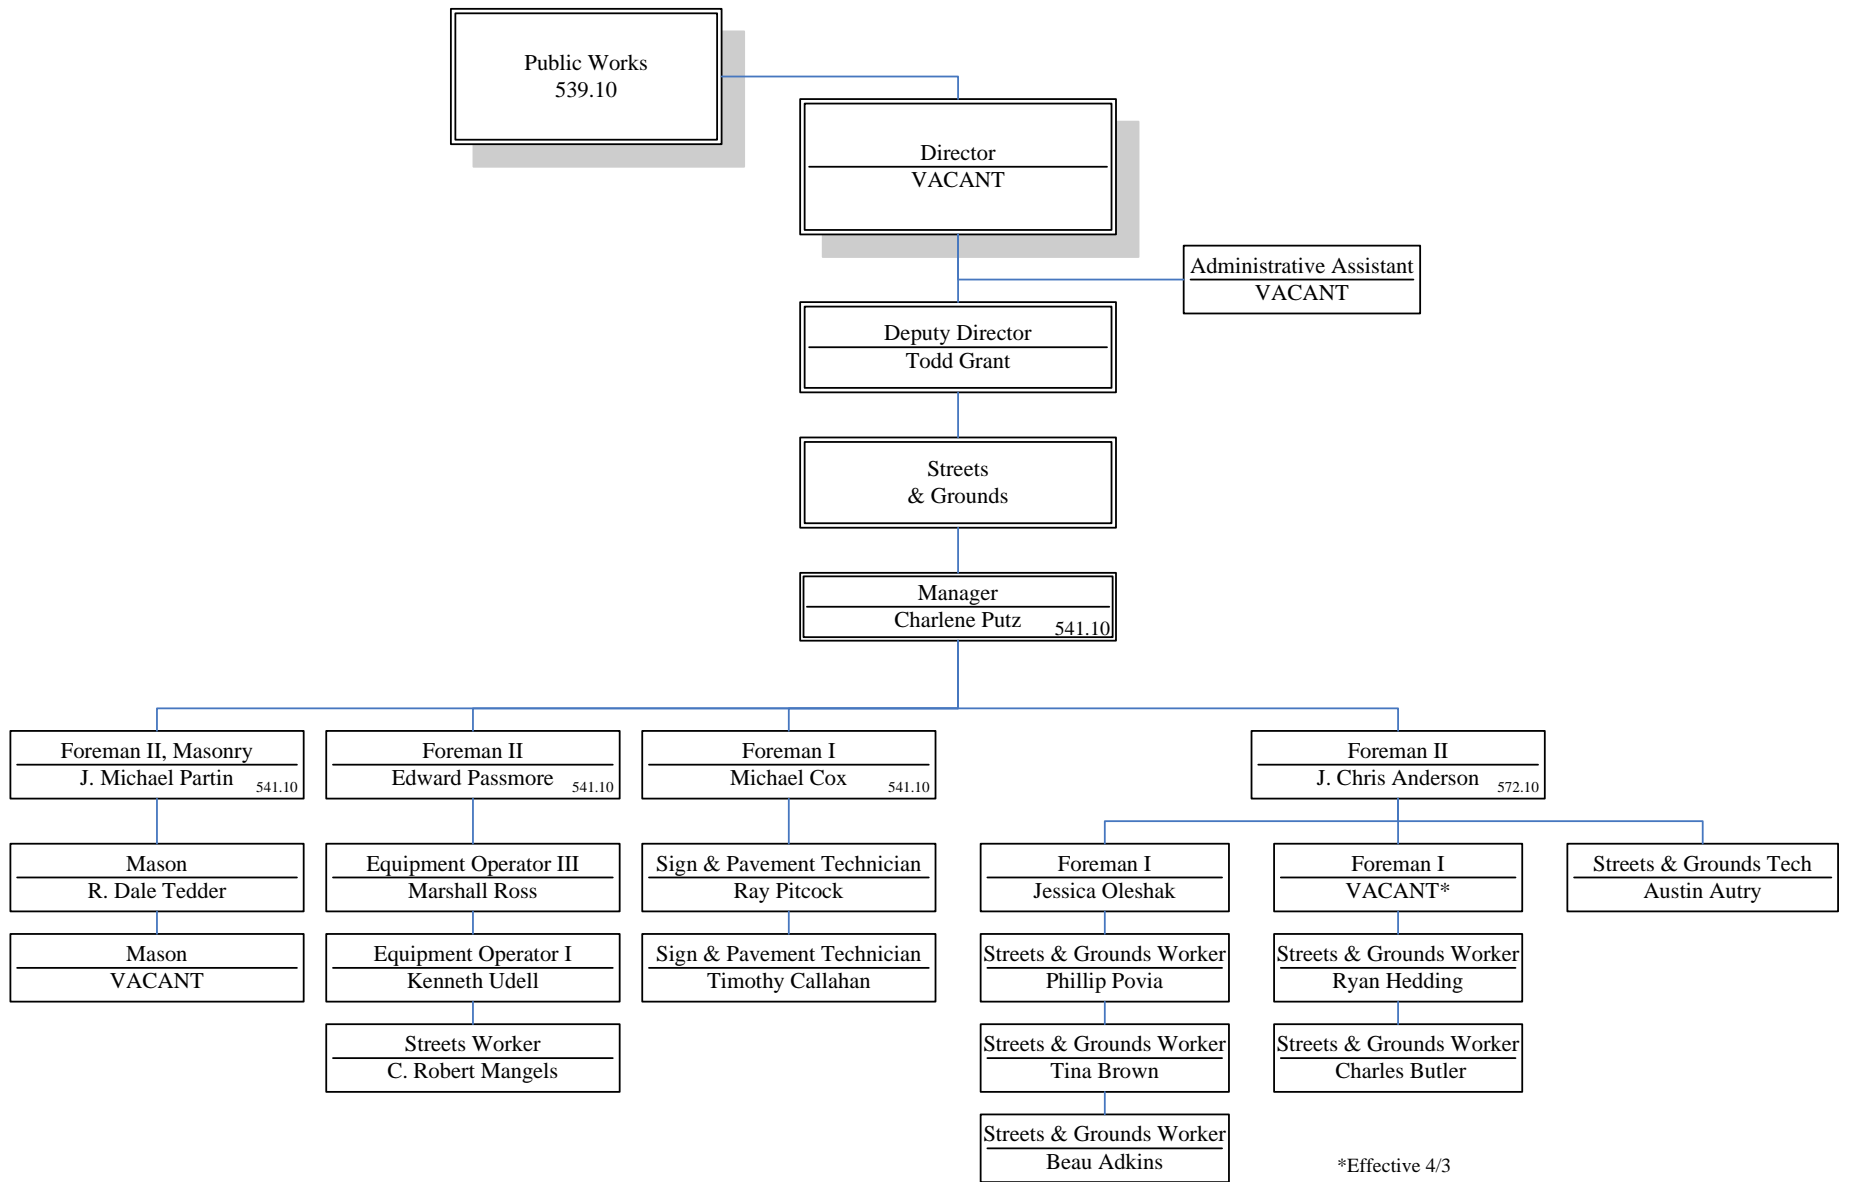 Public Works
539.10
Director
VACANT
Administrative Assistant
VACANT
Deputy Director
Todd Grant
Streets
& Grounds
Manager
Charlene Putz
541.10
Foreman II, Masonry
J. Michael Partin
541.10
Foreman II
Edward Passmore
541.10
Foreman I
Michael Cox
541.10
Foreman II
J. Chris Anderson
572.10
Mason
R. Dale Tedder
Equipment Operator III
Marshall Ross
Sign & Pavement Technician
Ray Pitcock
Foreman I
Jessica Oleshak
Foreman I
VACANT*
Streets & Grounds Tech
Austin Autry
Mason
VACANT
Equipment Operator I
Kenneth Udell
Sign & Pavement Technician
Timothy Callahan
Streets & Grounds Worker
Phillip Povia
Streets & Grounds Worker
Ryan Hedding
Streets Worker
C. Robert Mangels
Streets & Grounds Worker
Tina Brown
Streets & Grounds Worker
Charles Butler
Streets & Grounds Worker
Beau Adkins
*Effective 4/3